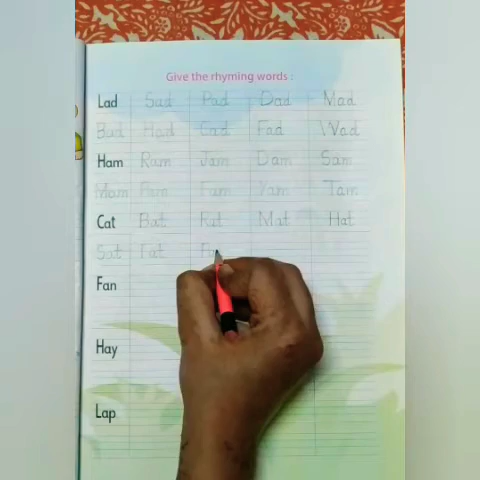 Give the rhyming words :
Lad Sad Pad Dad Mad
Bad Had Cad Fad Wad
Ham Ram Jam Dam Sam
Mam Pam Yam Tam
Cat Bat Rat Mat Hat
Sat Fat
Fan
Hay
Lap